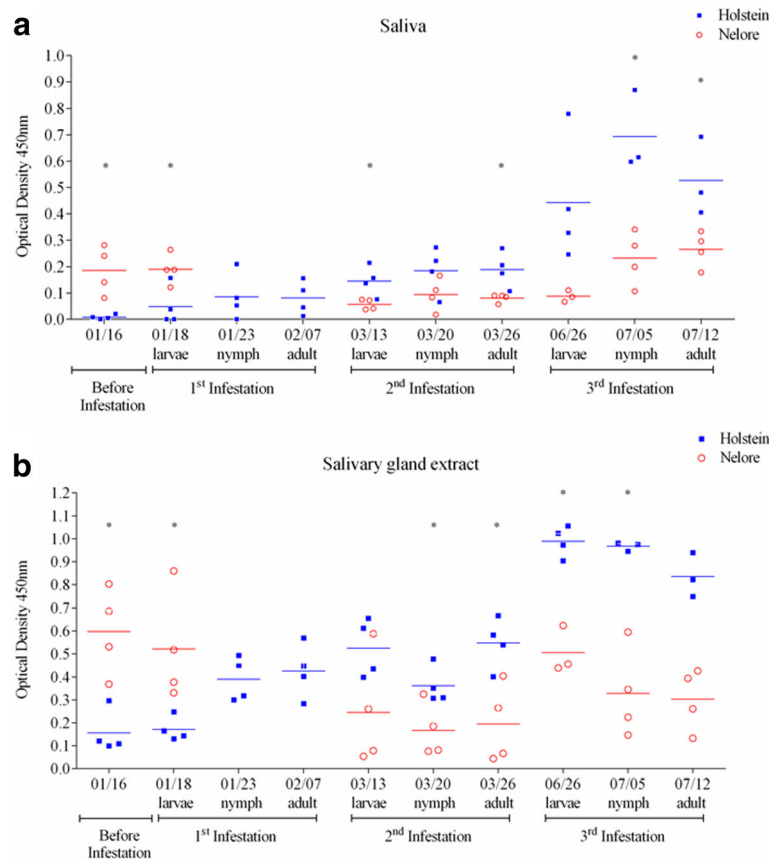 a
Saliva
Holstein
Nelore
Optical Density 450nm
1.0
0.9
0.8
0.7
0.6
0.5
0.4
0.3
0.2
0.1
0.0
* * * * * *
01/16 01/18 01/23 02/07 03/13 03/20 03/26 06/26 07/05 07/12
larvae nymph adult larvae nymph adult larvae nymph adult
Before Infestation
1st Infestation
2nd Infestation
3rd Infestation
b
Salivary gland extract
Holstein
Nelore
Optical Density 450nm
1.2
1.1
1.0
0.9
0.8
0.7
0.6
0.5
0.4
0.3
0.2
0.1
0.0
* * * * * *
01/16 01/18 01/23 02/07 03/13 03/20 03/26 06/26 07/05 07/12
larvae nymph adult larvae nymph adult larvae nymph adult
Before Infestation
1st Infestation
2nd Infestation
3rd Infestation